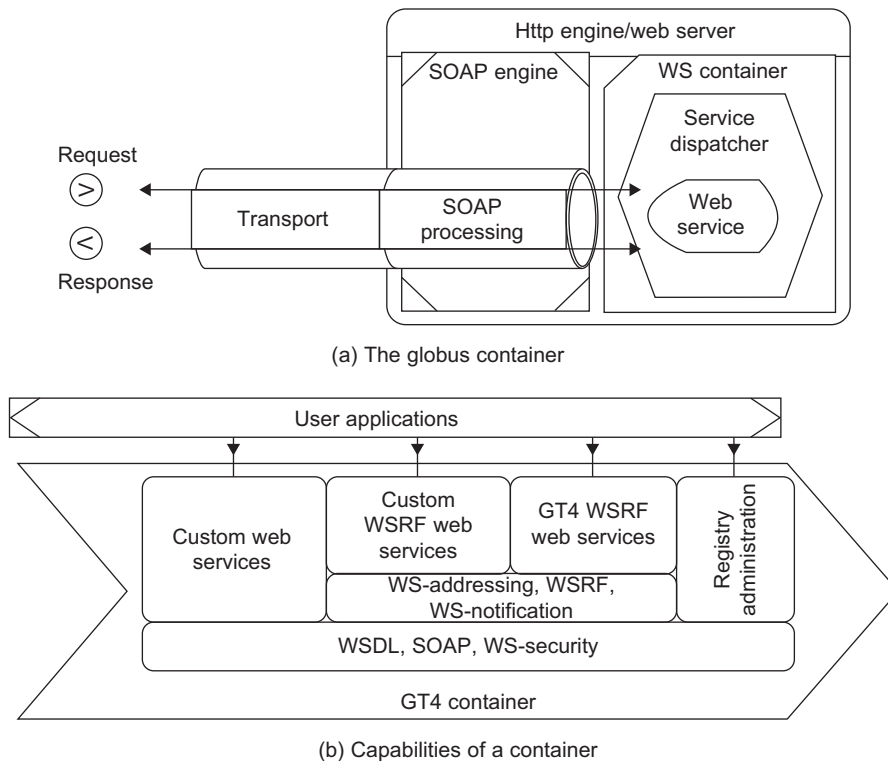 Http engine/web server
SOAP engine
WS container
Service
dispatcher
Request
>
Transport
SOAP
processing
Web
service
<
Response
(a) The globus container
User applications
Custom web
services
Custom
WSRF web
services
GT4 WSRF
web services
Registry
administration
WS-addressing, WSRF,
WS-notification
WSDL, SOAP, WS-security
GT4 container
(b) Capabilities of a container